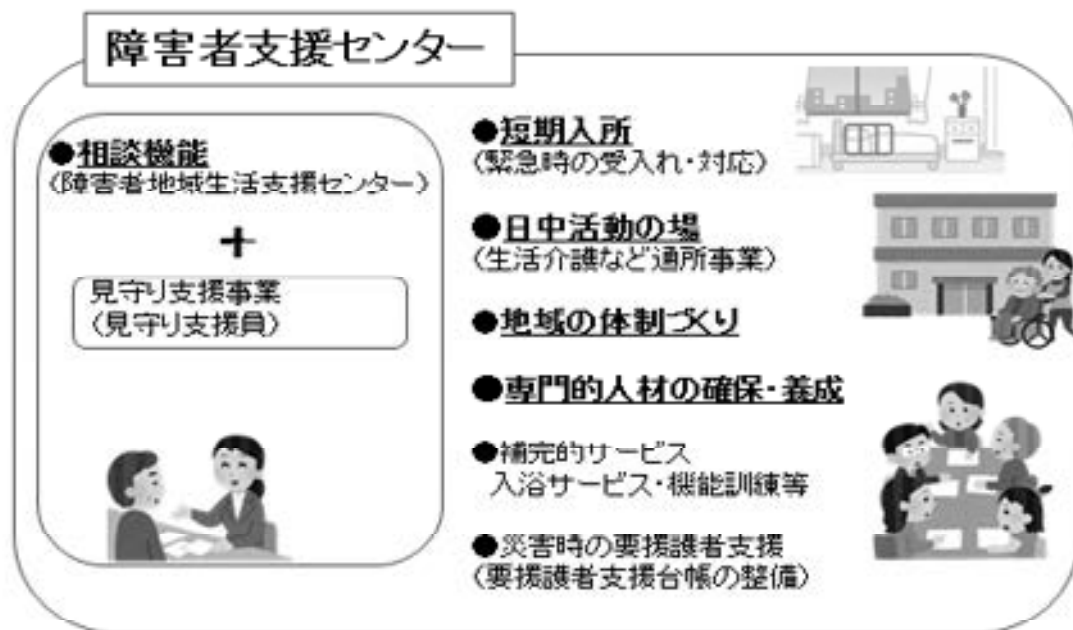 障害者支援センター
●相談機能
(障害者地域生活支援センター)
+
見守り支援事業
(見守り支援員)
●短期入所
(緊急時の受入れ・対応)
●日中活動の場
(生活介護など通所事業)
●地域の体制づくり
●専門的人材の確保・養成
●補完的サービス
入浴サービス・機能訓練等
●災害時の要援護者支援
(要援護者支援台帳の整備)